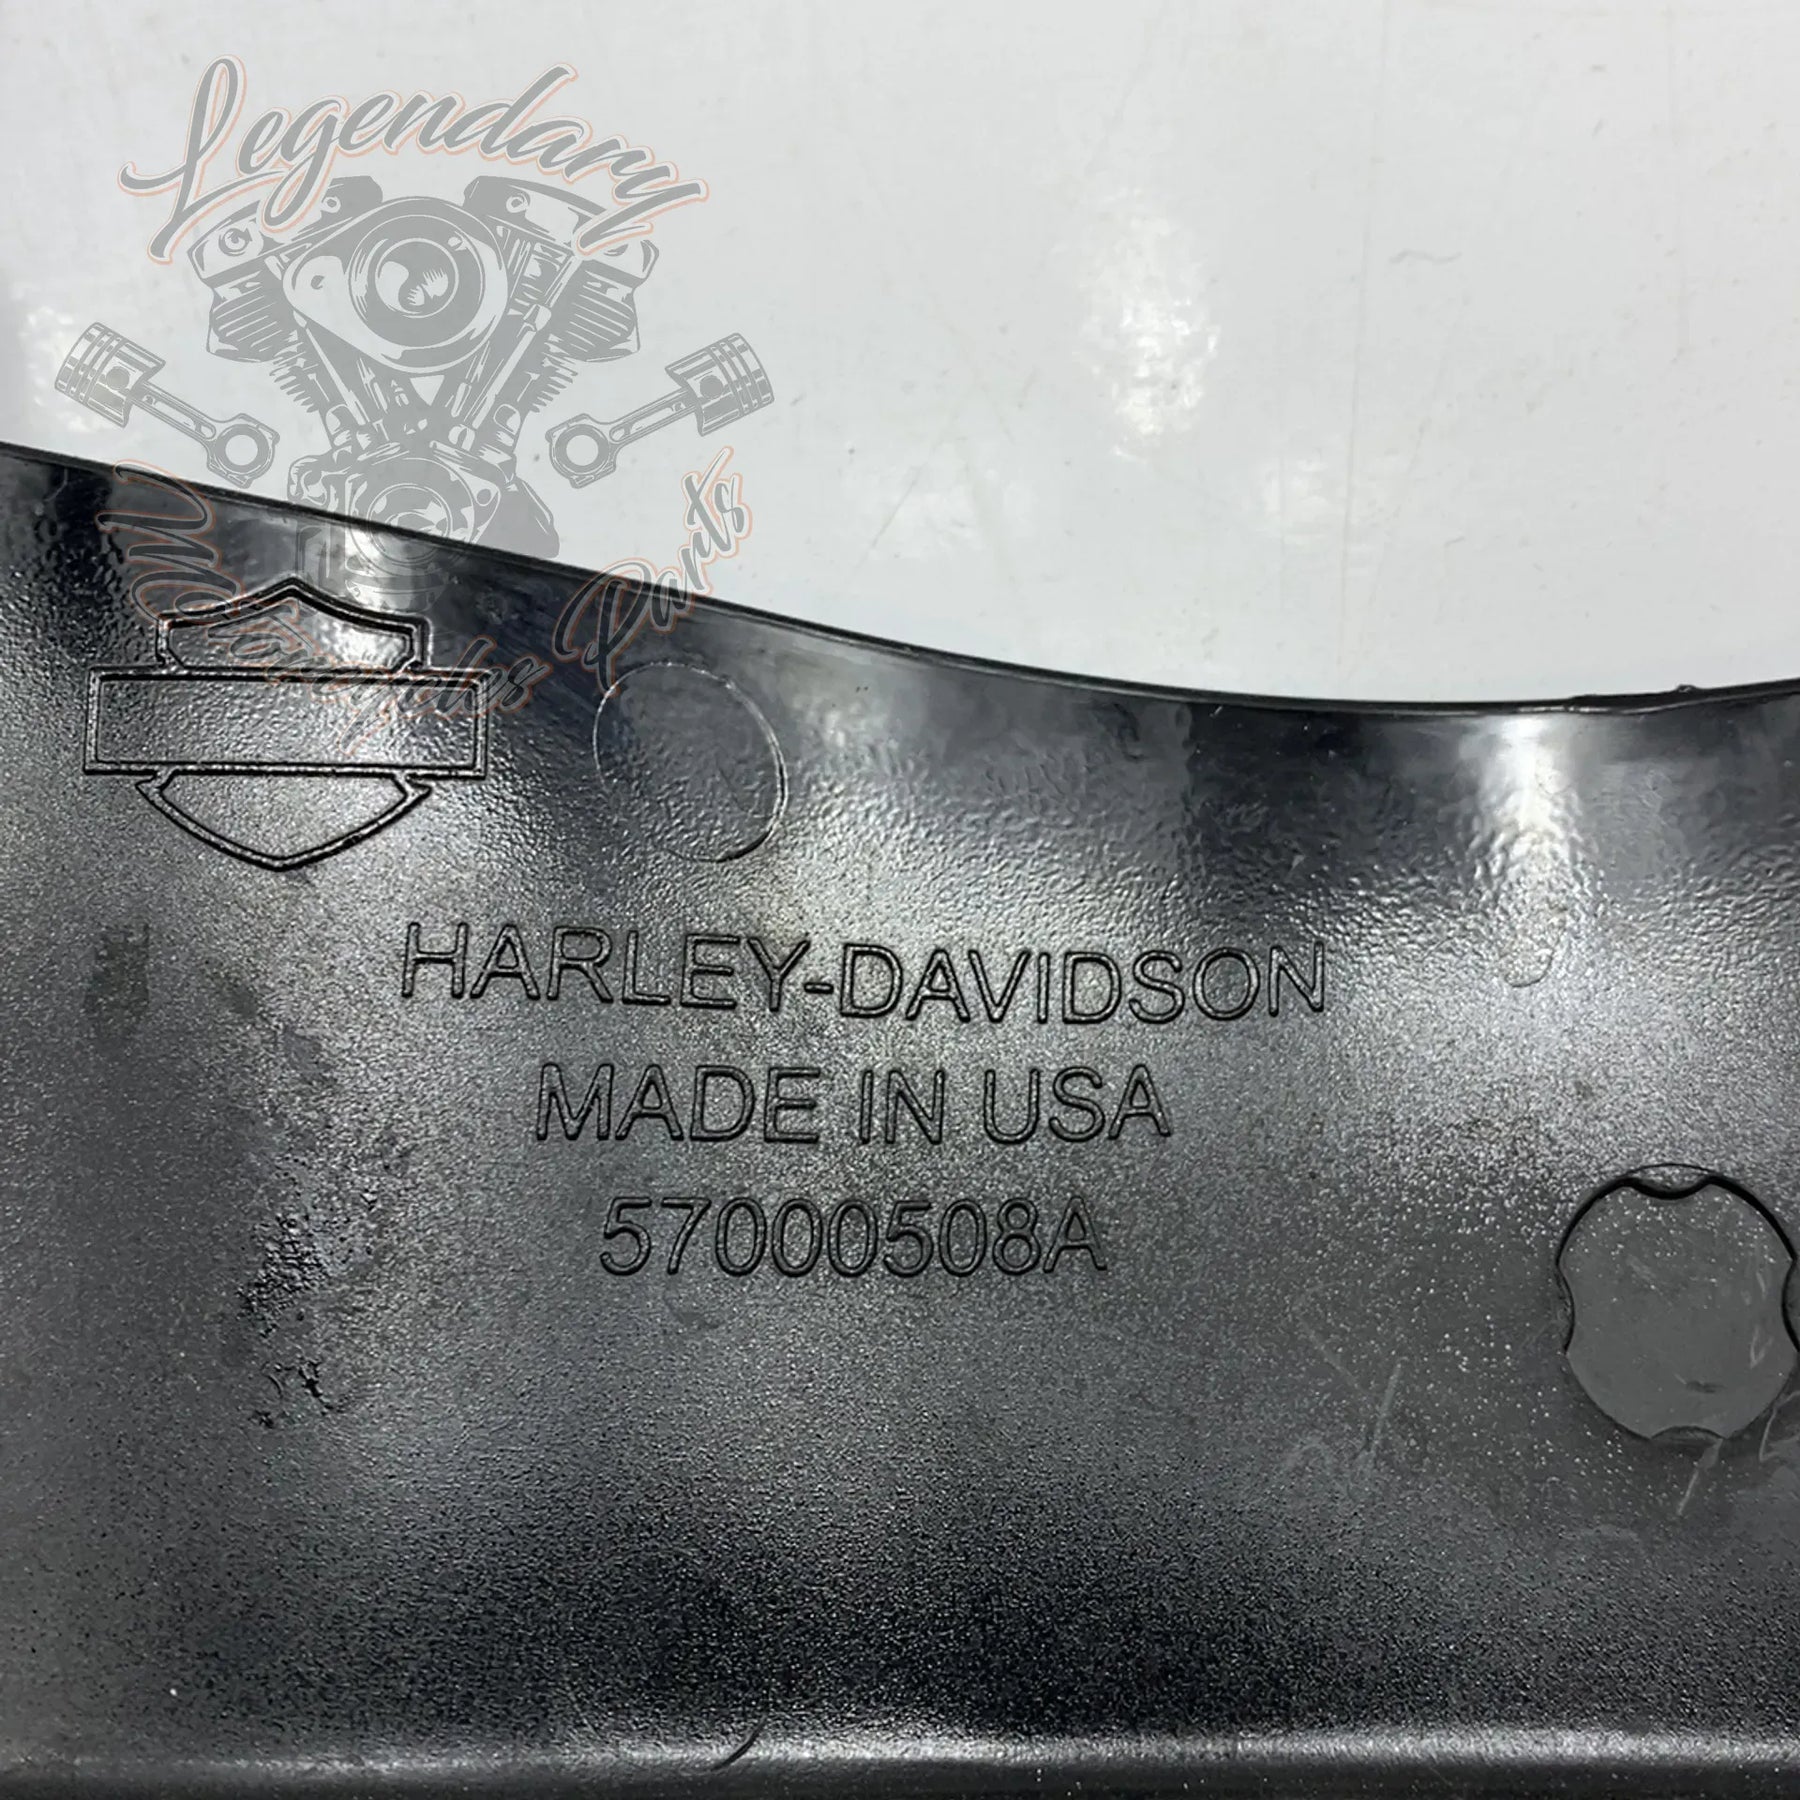 Legendary
Motorcycles Parts
HARLEY-DAVIDSON
MADE IN USA
57000508A